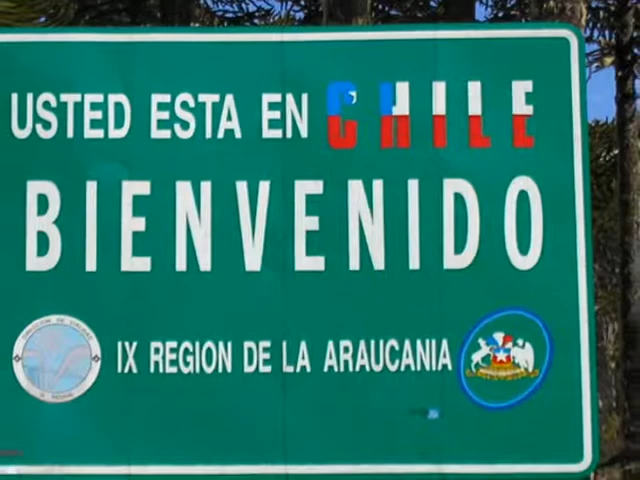 USTED ESTA EN CHILE
BIENVENIDO
IX REGION DE LA ARAUCANIA